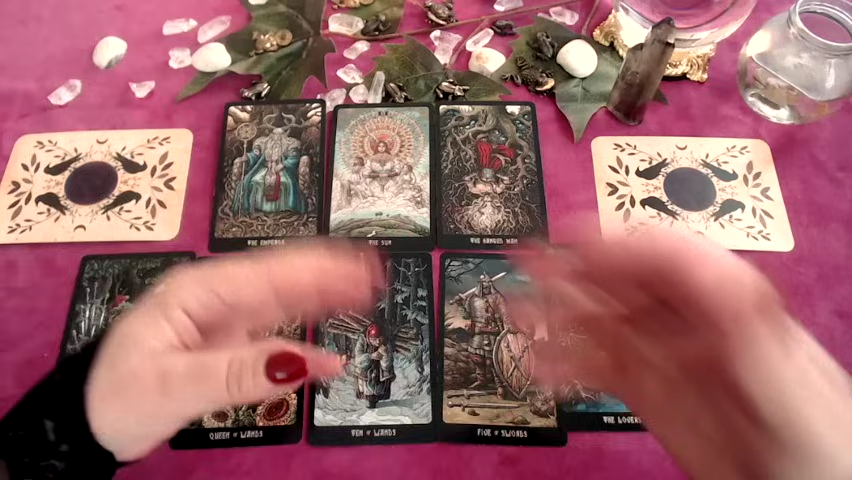 THE EMPEROR
THE SUN
THE HANGED MAN
QUEEN OF WANDS
TEN OF WANDS
FIVE OF SWORDS
THE LOVERS